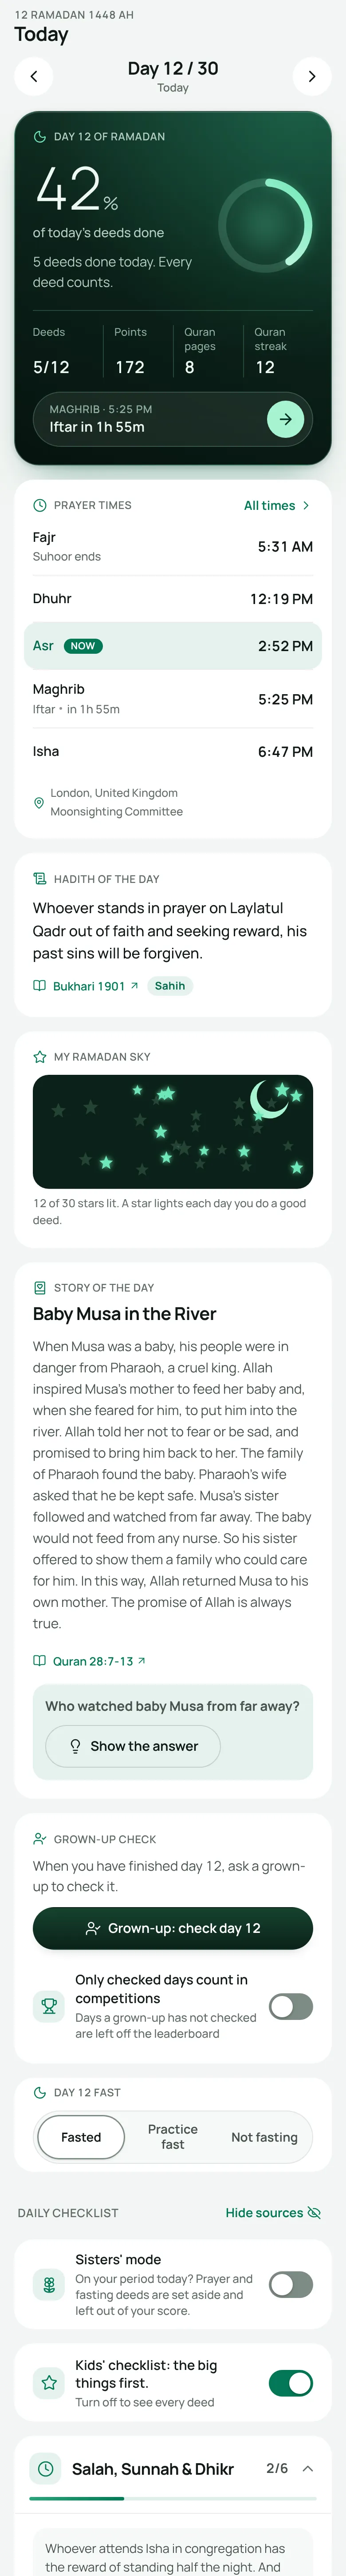 12 RAMADAN 1448 AH
Today
Day 12 / 30
Today
DAY 12 OF RAMADAN
42%
of today's deeds done
5 deeds done today. Every
deed counts.
Deeds
5/12
Points
172
Quran
pages
8
Quran
streak
12
MAGHRIB · 5:25 PM
Iftar in 1h 55m
PRAYER TIMES
All times
Fajr
Suhoor ends
5:31 AM
Dhuhr
12:19 PM
Asr NOW
2:52 PM
Maghrib
Iftar • in 1h 55m
5:25 PM
Isha
6:47 PM
London, United Kingdom
Moonsighting Committee
HADITH OF THE DAY
Whoever stands in prayer on Laylatul
Qadr out of faith and seeking reward, his
past sins will be forgiven.
Bukhari 1901
Sahih
MY RAMADAN SKY
12 of 30 stars lit. A star lights each day you do a good
deed.
STORY OF THE DAY
Baby Musa in the River
When Musa was a baby, his people were in
danger from Pharaoh, a cruel king. Allah
inspired Musa's mother to feed her baby and,
when she feared for him, to put him into the
river. Allah told her not to fear or be sad, and
promised to bring him back to her. The family
of Pharaoh found the baby. Pharaoh's wife
asked that he be kept safe. Musa's sister
followed and watched from far away. The baby
would not feed from any nurse. So his sister
offered to show them a family who could care
for him. In this way, Allah returned Musa to his
own mother. The promise of Allah is always
true.
Quran 28:7-13
Who watched baby Musa from far away?
Show the answer
GROWN-UP CHECK
When you have finished day 12, ask a grown-
up to check it.
Grown-up: check day 12
Only checked days count in
competitions
Days a grown-up has not checked
are left off the leaderboard
DAY 12 FAST
Fasted
Practice
fast
Not fasting
DAILY CHECKLIST
Hide sources
Sisters' mode
On your period today? Prayer and
fasting deeds are set aside and
left out of your score.
Kids' checklist: the big
things first.
Turn off to see every deed
Salah, Sunnah & Dhikr
2/6
Whoever attends Isha in congregation has
the reward of standing half the night. And